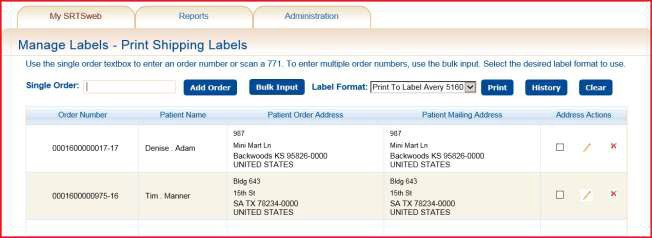 My SRTSweb Reports Administration
Manage Labels - Print Shipping Labels
Use the single order textbox to enter an order number or scan a 771. To enter multiple order numbers, use the bulk input. Select the desired label format to use.
Single Order: Add Order Bulk Input Label Format: Print To Label Avery 5160 Print History Clear
Order Number Patient Name Patient Order Address Patient Mailing Address Address Actions
987 987
Mini Mart Ln Mini Mart Ln
0001600000017-17 Denise . Adam Backwoods KS 95826-0000 Backwoods KS 95826-0000
UNITED STATES UNITED STATES
Bldg 643 Bldg 643
15th St 15th St
0001600000975-16 Tim . Manner SA TX 78234-0000 SA TX 78234-0000
UNITED STATES UNITED STATES